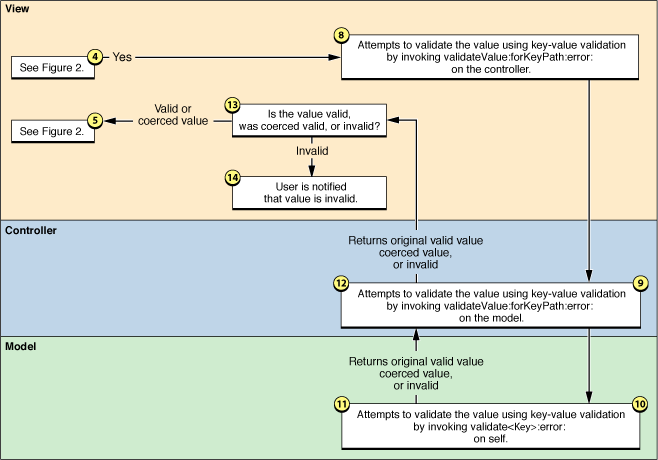 View
8
Attempts to validate the value using key-value validation
by invoking validateValue:forKeyPath:error:
on the controller.
4
Yes
See Figure 2.
13
Is the value valid,
was coerced valid, or invalid?
Valid or
coerced value
5
See Figure 2.
Invalid
14
User is notified
that value is invalid.
Controller
Returns original valid value
coerced value,
or invalid
12
9
Attempts to validate the value using key-value validation
by invoking validateValue:forKeyPath:error:
on the model.
Model
Returns original valid value
coerced value,
or invalid
11
10
Attempts to validate the value using key-value validation
by invoking validate<Key>:error:
on self.